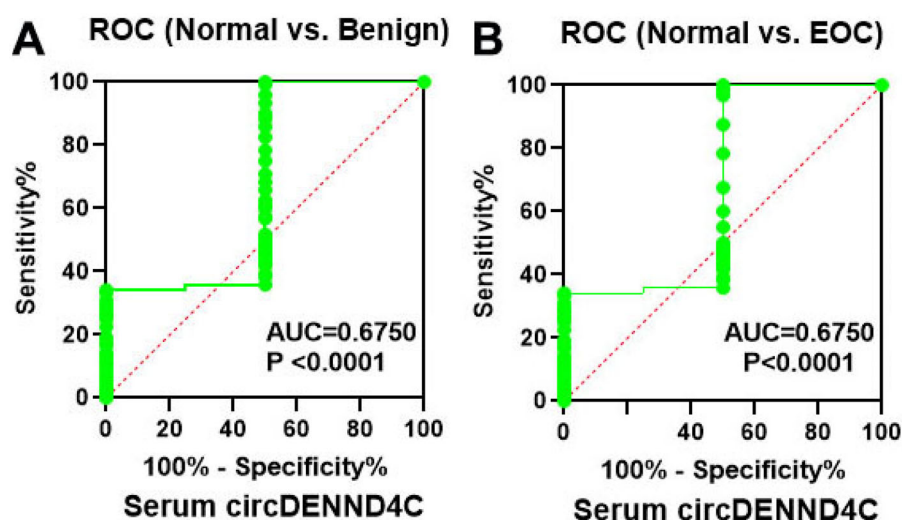 A ROC (Normal vs. Benign)
Sensitivity%
100
80
60
40
20
0
AUC=0.6750
P <0.0001
0 20 40 60 80 100
100% - Specificity%
Serum circDENND4C
B ROC (Normal vs. EOC)
Sensitivity%
100
80
60
40
20
0
AUC=0.6750
P<0.0001
0 40 60 80 100
100% - Specificity%
Serum circDENND4C